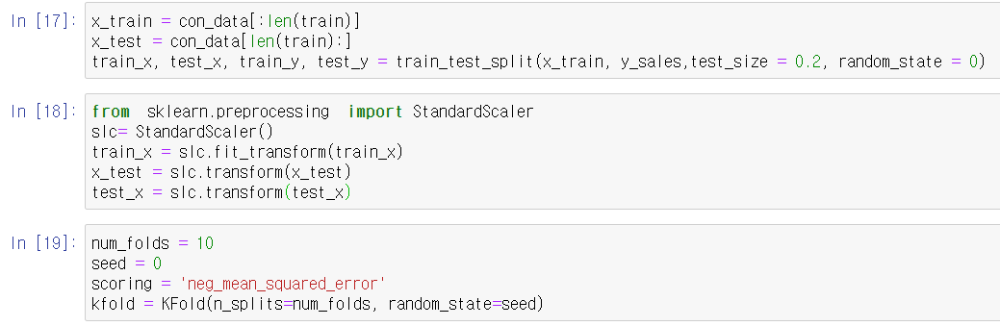 In [17]: x_train = con_data[:len(train)]
x_test = con_data[len(train):]
train_x, test_x, train_y, test_y = train_test_split(x_train, y_sales,test_size = 0.2, random_state = 0)
In [18]: from sklearn.preprocessing import StandardScaler
slc= StandardScaler()
train_x = slc.fit_transform(train_x)
x_test = slc.transform(x_test)
test_x = slc.transform(test_x)
In [19]: num_folds = 10
seed = 0
scoring = 'neg_mean_squared_error'
kfold = KFold(n_splits=num_folds, random_state=seed)